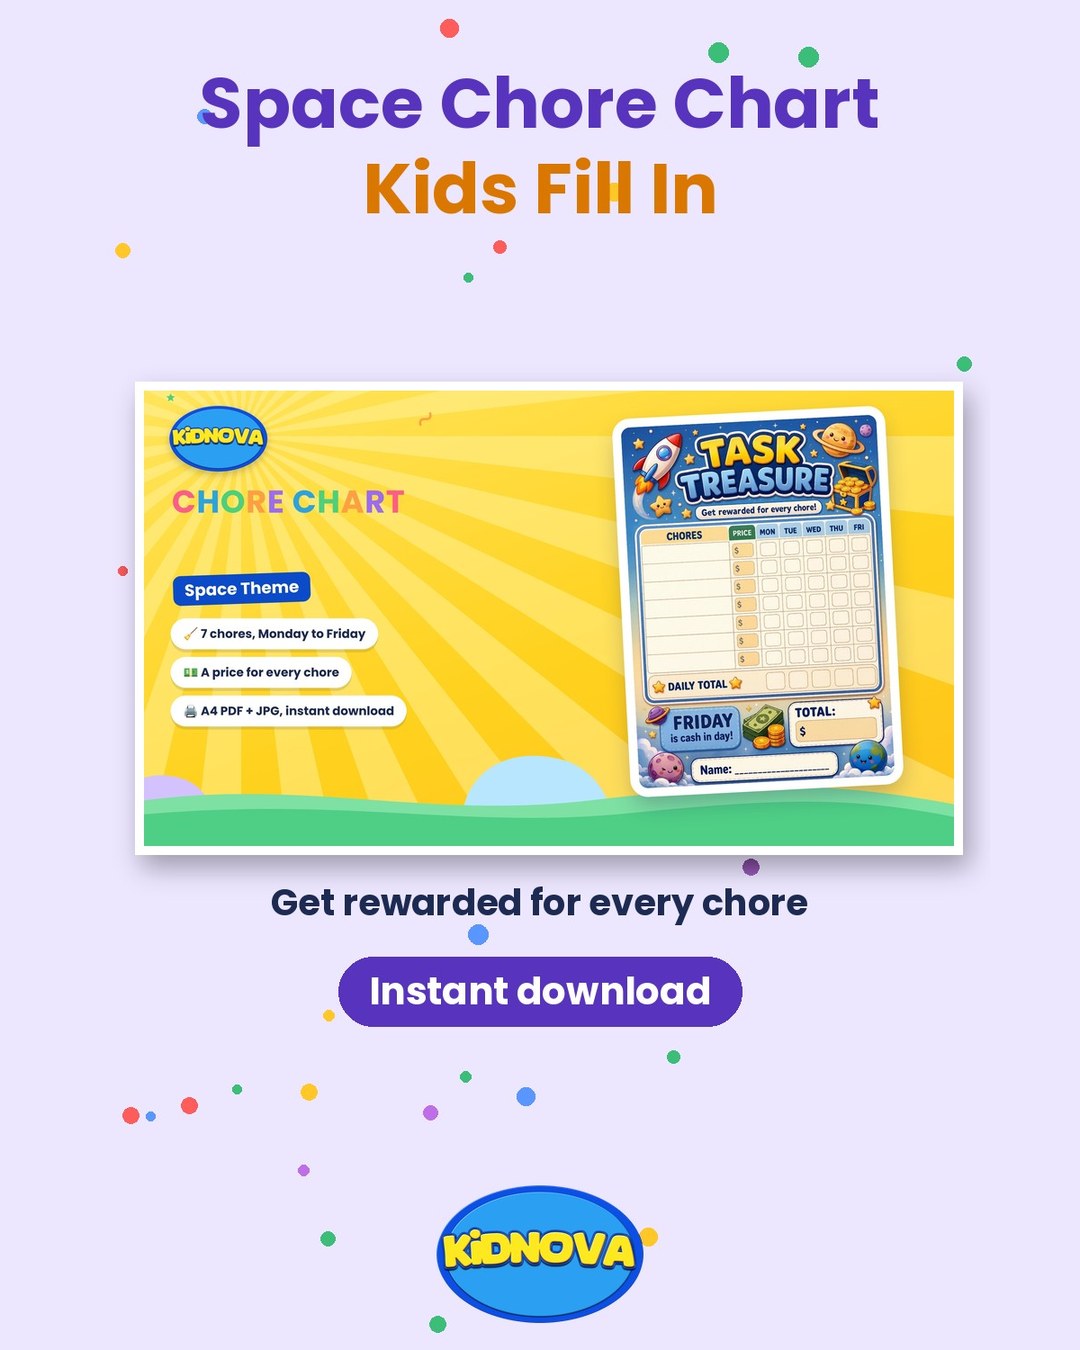 Space Chore Chart
Kids Fill In
KiDNOVA
CHORE CHART
Space Theme
7 chores, Monday to Friday
A price for every chore
A4 PDF + JPG, instant download
TASK
TREASURE
Get rewarded for every chore!
CHORES PRICE MON TUE WED THU FRI
$
$
$
$
$
$
$
DAILY TOTAL
FRIDAY
is cash in day!
TOTAL:
$
Name: ____________________
Get rewarded for every chore
Instant download
KiDNOVA